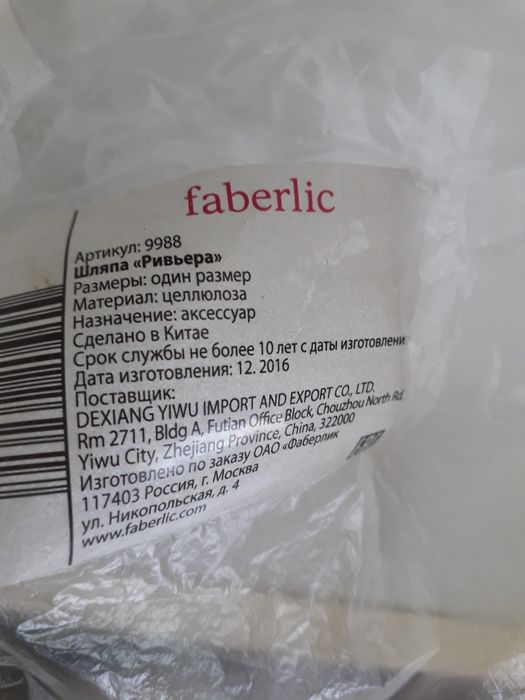 faberlic
Артикул: 9988
Шляпа «Ривьера»
Размеры: один размер
Материал: целлюлоза
Назначение: аксессуар
Сделано в Китае
Срок службы не более 10 лет с даты изготовлени
Дата изготовления: 12. 2016
Поставщик:
DEXIANG YIWU IMPORT AND EXPORT CO., LTD.
Rm 2711, Bldg A, Futian Office Block, Chouzhou North Rd.
Yiwu City, Zhejiang Province, China, 322000
Изготовлено по заказу ОАО «Фаберлик
117403 Россия, г. Москва
ул. Никопольская, д. 4
www.faberlic.com